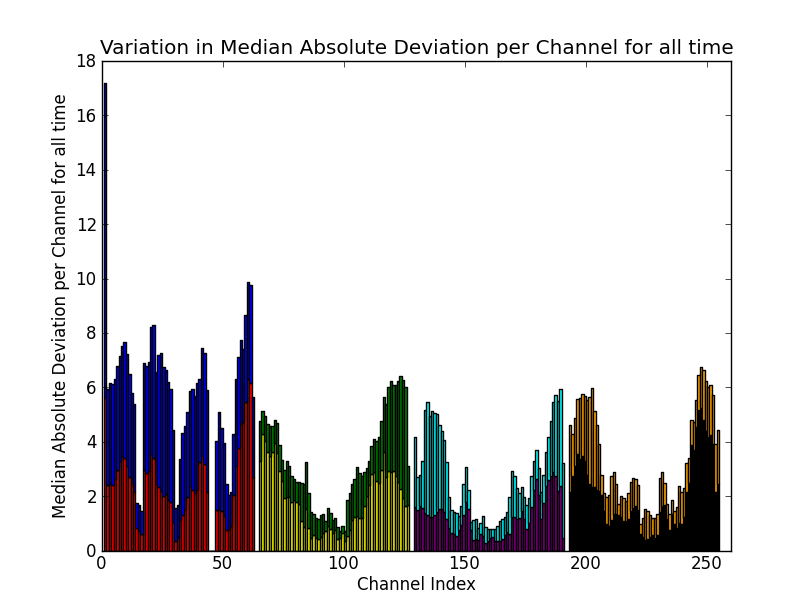 Variation in Median Absolute Deviation per Channel for all time
Median Absolute Deviation per Channel for all time
18
16
14
12
10
8
6
4
2
0
0 50 100 150 200 250
Channel Index